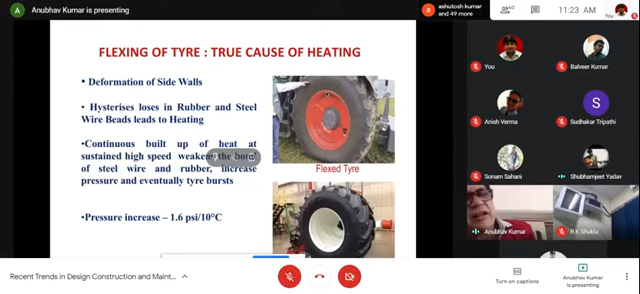 A Anubhav Kumar is presenting
a ashutosh kumar and 49 more
11:23 AM
You
FLEXING OF TYRE : TRUE CAUSE OF HEATING
• Deformation of Side Walls
• Hysterises loses in Rubber and Steel
Wire Beads leads to Heating
• Continuous built up of heat at
sustained high speed weakens the bond
of steel wire and rubber, increase
pressure and eventually tyre bursts
• Pressure increase – 1.6 psi/10°C
Flexed Tyre
You
Balveer Kumar
Anish Verma
S
Sudhakar Tripathi
Sonam Sahani
Shubhamjeet Yadav
Anubhav Kumar
R K Shukla
Recent Trends in Design Construction and Maint...
Turn on captions
Anubhav Kumar
is presenting